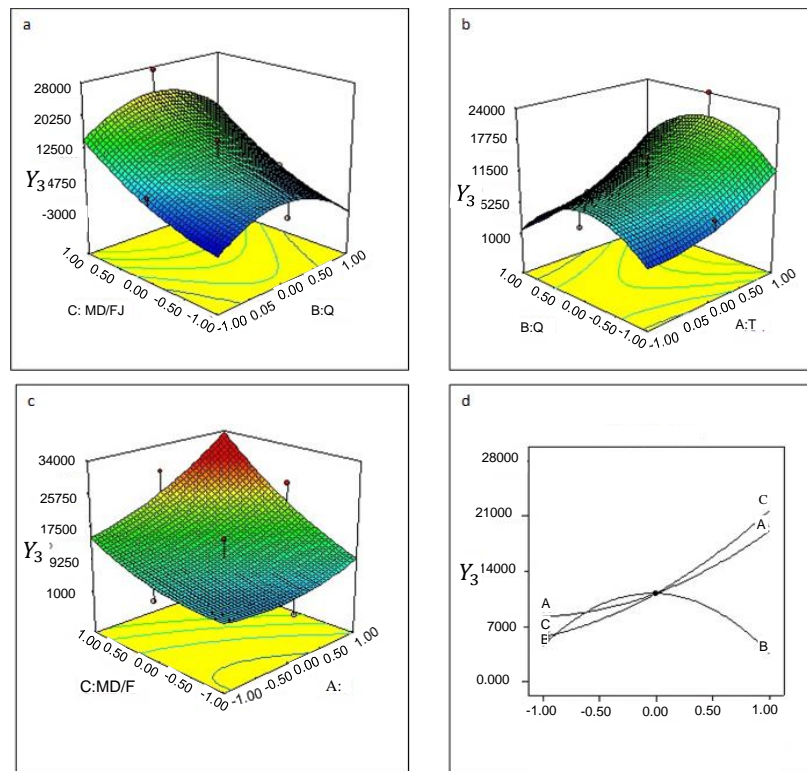 a
28000
20250
12500
Y3 4750
-3000
1.00 0.50 0.00 -0.50 -1.00
-1.00 0.05 0.00 0.50 1.00
C: MD/FJ
B:Q
b
24000
17750
11500
Y3 5250
1000
1.00 0.50 0.50 -0.50 -1.00
-1.00 0.50 0.05 0.00 1.00
B:Q
A:T
c
34000
25750
17500
Y3 9250
1000
1.00 0.50 0.00 -0.50 -1.00
-1.00 -0.50 0.00 0.50 1.00
C:MD/F
A:
d
28000
21000
Y3 14000
7000
0.000
C
A
A
C
B
B
-1.00 -0.50 0.00 0.50 1.00